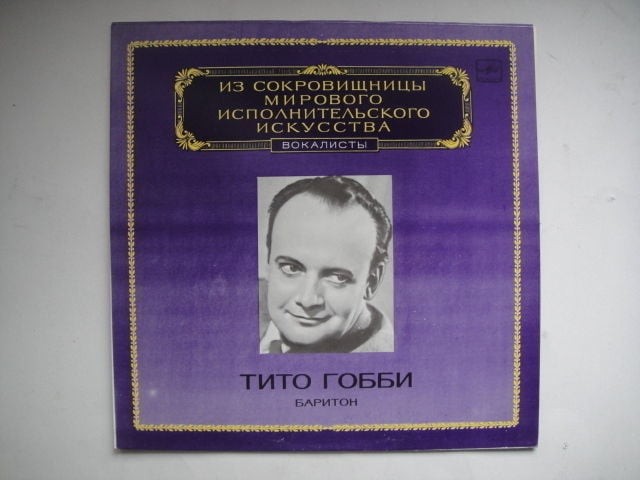 ИЗ СОКРОВИЩНИЦЫ
МИРОВОГО
ИСПОЛНИТЕЛЬСКОГО
ИСКУССТВА
ВОКАЛИСТЫ
ТИТО ГОББИ
БАРИТОН